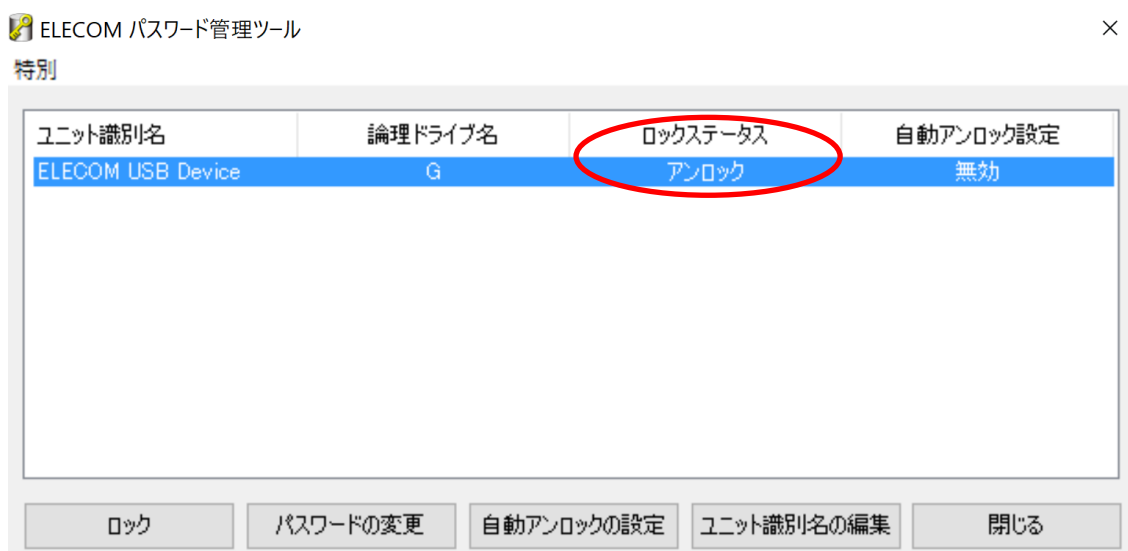 ELECOM パスワード管理ツール
特別
ユニット識別名 論理ドライブ名 ロックステータス 自動アンロック設定
ELECOM USB Device G アンロック 無効
ロック パスワードの変更 自動アンロックの設定 ユニット識別名の編集 閉じる